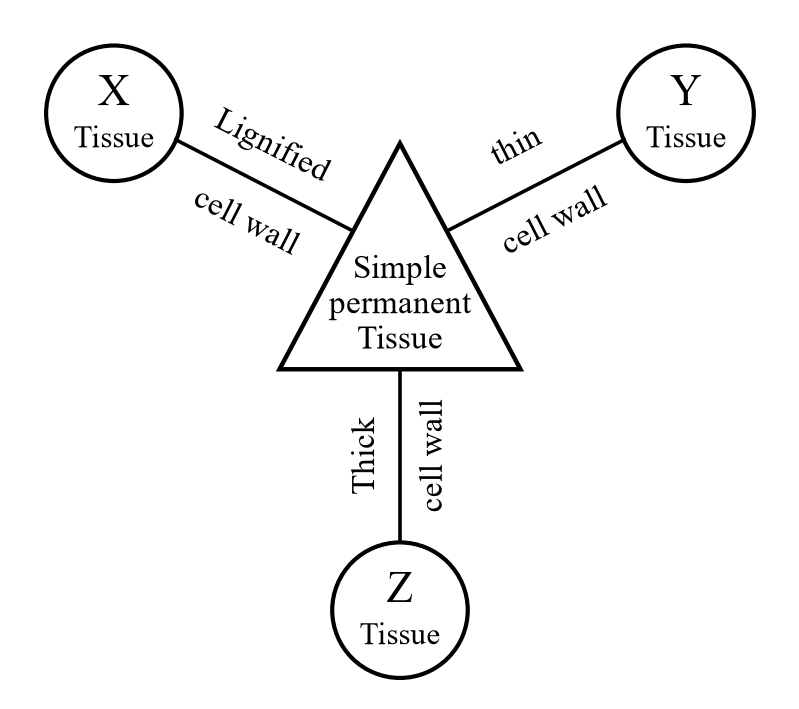 X
Tissue
Lignified
cell wall
Y
Tissue
thin
cell wall
Simple
permanent
Tissue
Thick
cell wall
Z
Tissue